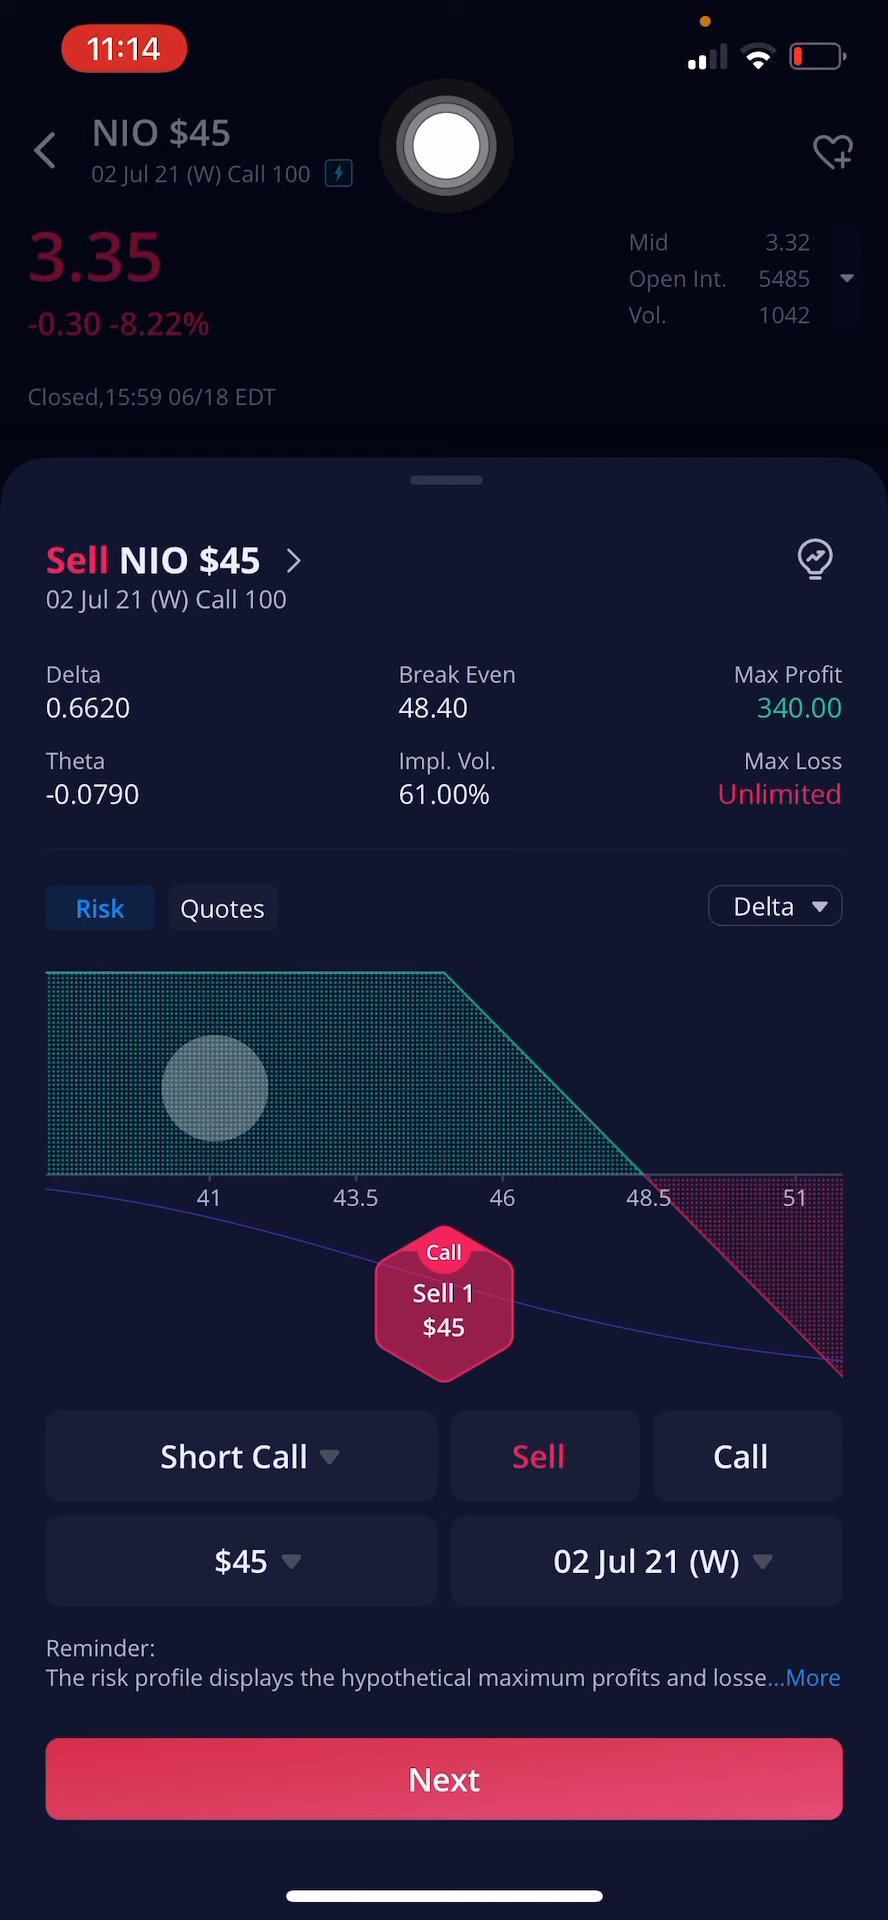 11:14
NIO $45
02 Jul 21 (W) Call 100
3.35
-0.30 -8.22%
Mid 3.32
Open Int. 5485
Vol. 1042
Closed,15:59 06/18 EDT
Sell NIO $45
02 Jul 21 (W) Call 100
Delta Break Even Max Profit
0.6620 48.40 340.00
Theta Impl. Vol. Max Loss
-0.0790 61.00% Unlimited
Risk Quotes Delta
41 43.5 46 48.5 51
Call
Sell 1
$45
Short Call Sell Call
$45 02 Jul 21 (W)
Reminder:
The risk profile displays the hypothetical maximum profits and losse...More
Next